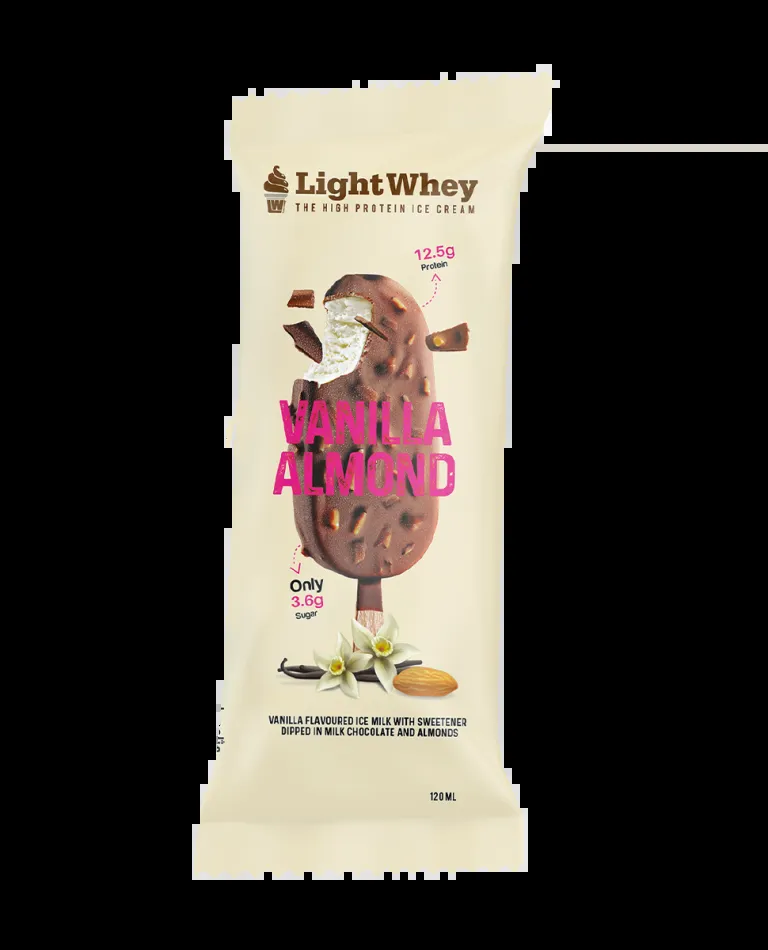 LightWhey
THE HIGH PROTEIN ICE CREAM
12.5g
Protein
VANILLA
ALMOND
Only
3.6g
Sugar
VANILLA FLAVOURED ICE MILK WITH SWEETENER
DIPPED IN MILK CHOCOLATE AND ALMONDS
120ML